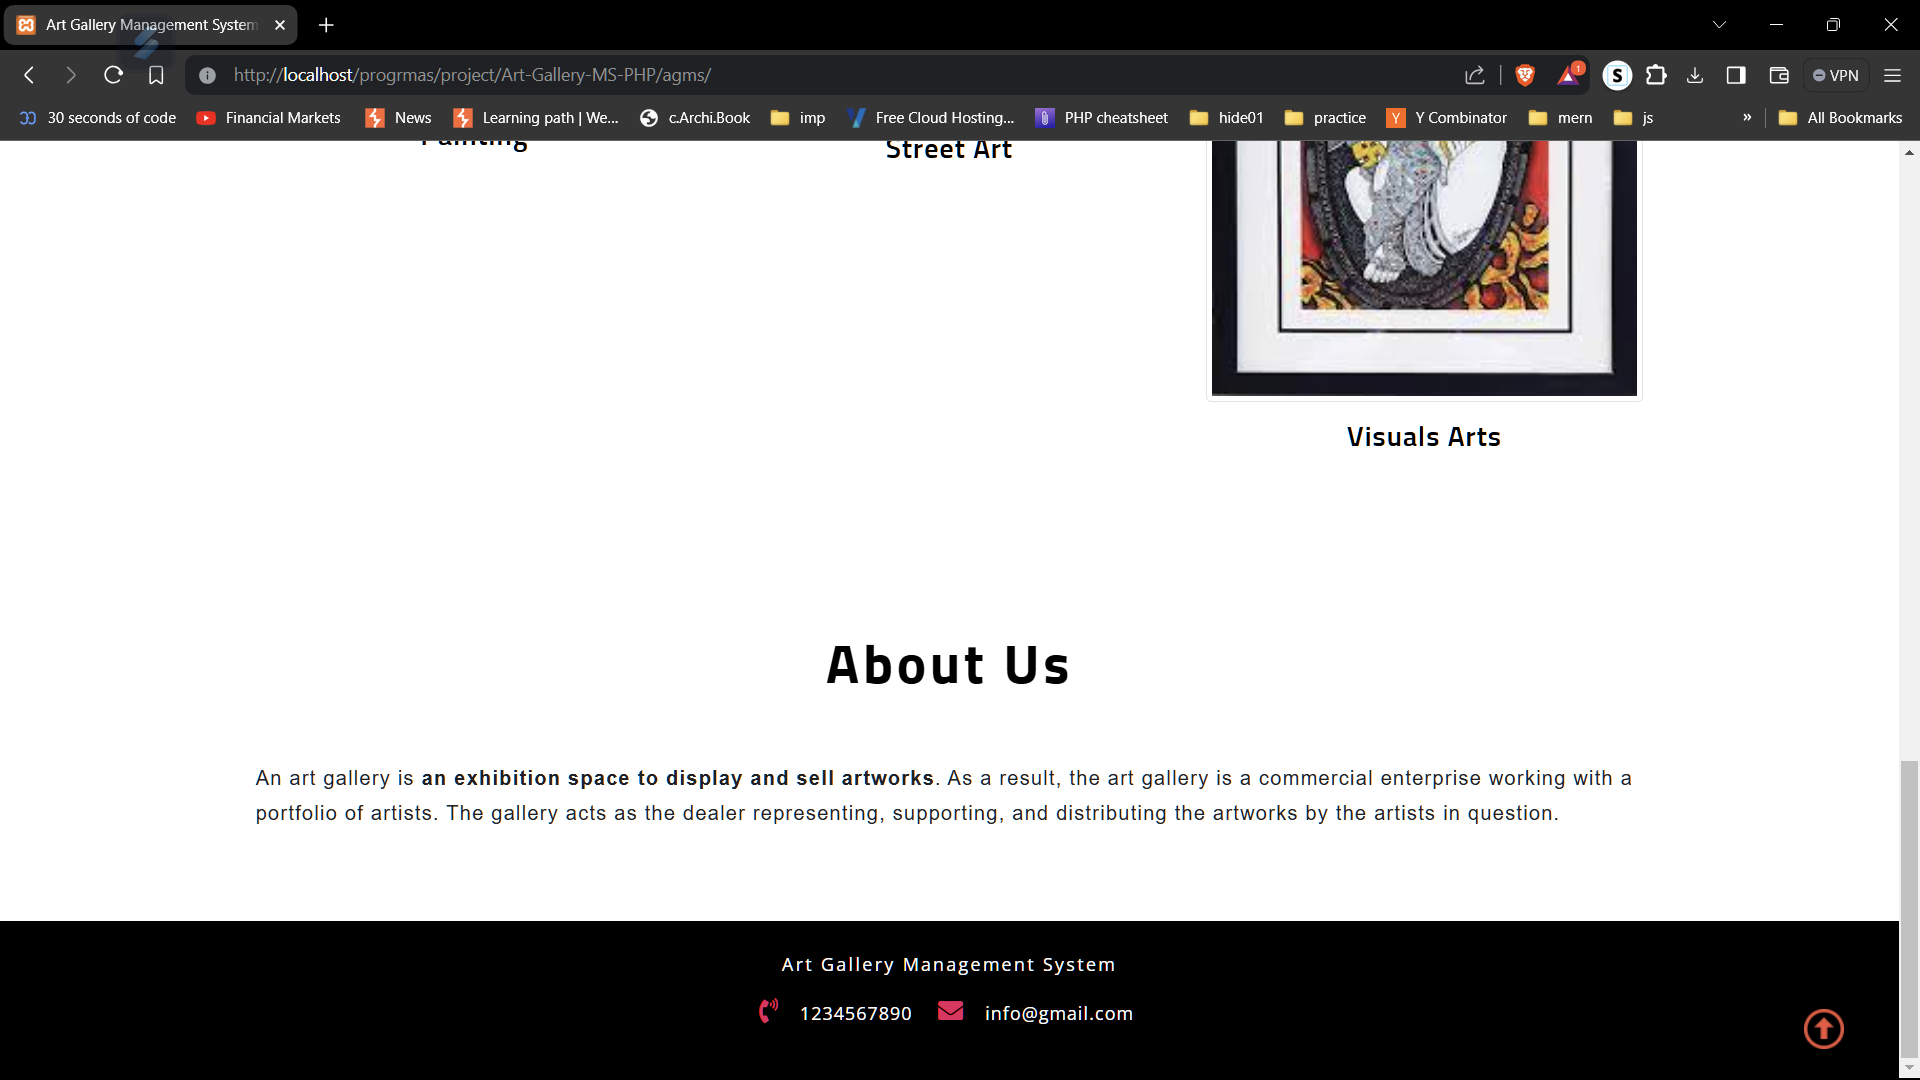 Art Gallery Management System
http://localhost/progrmas/project/Art-Gallery-MS-PHP/agms/
1
S
VPN
30 seconds of code
Financial Markets
News
Learning path | We...
c.Archi.Book
imp
Free Cloud Hosting...
PHP cheatsheet
hide01
practice
Y
Y Combinator
mern
js
»
All Bookmarks
Painting
Street Art
Visuals Arts
About Us
An art gallery is an exhibition space to display and sell artworks. As a result, the art gallery is a commercial enterprise working with a
portfolio of artists. The gallery acts as the dealer representing, supporting, and distributing the artworks by the artists in question.
Art Gallery Management System
1234567890
info@gmail.com